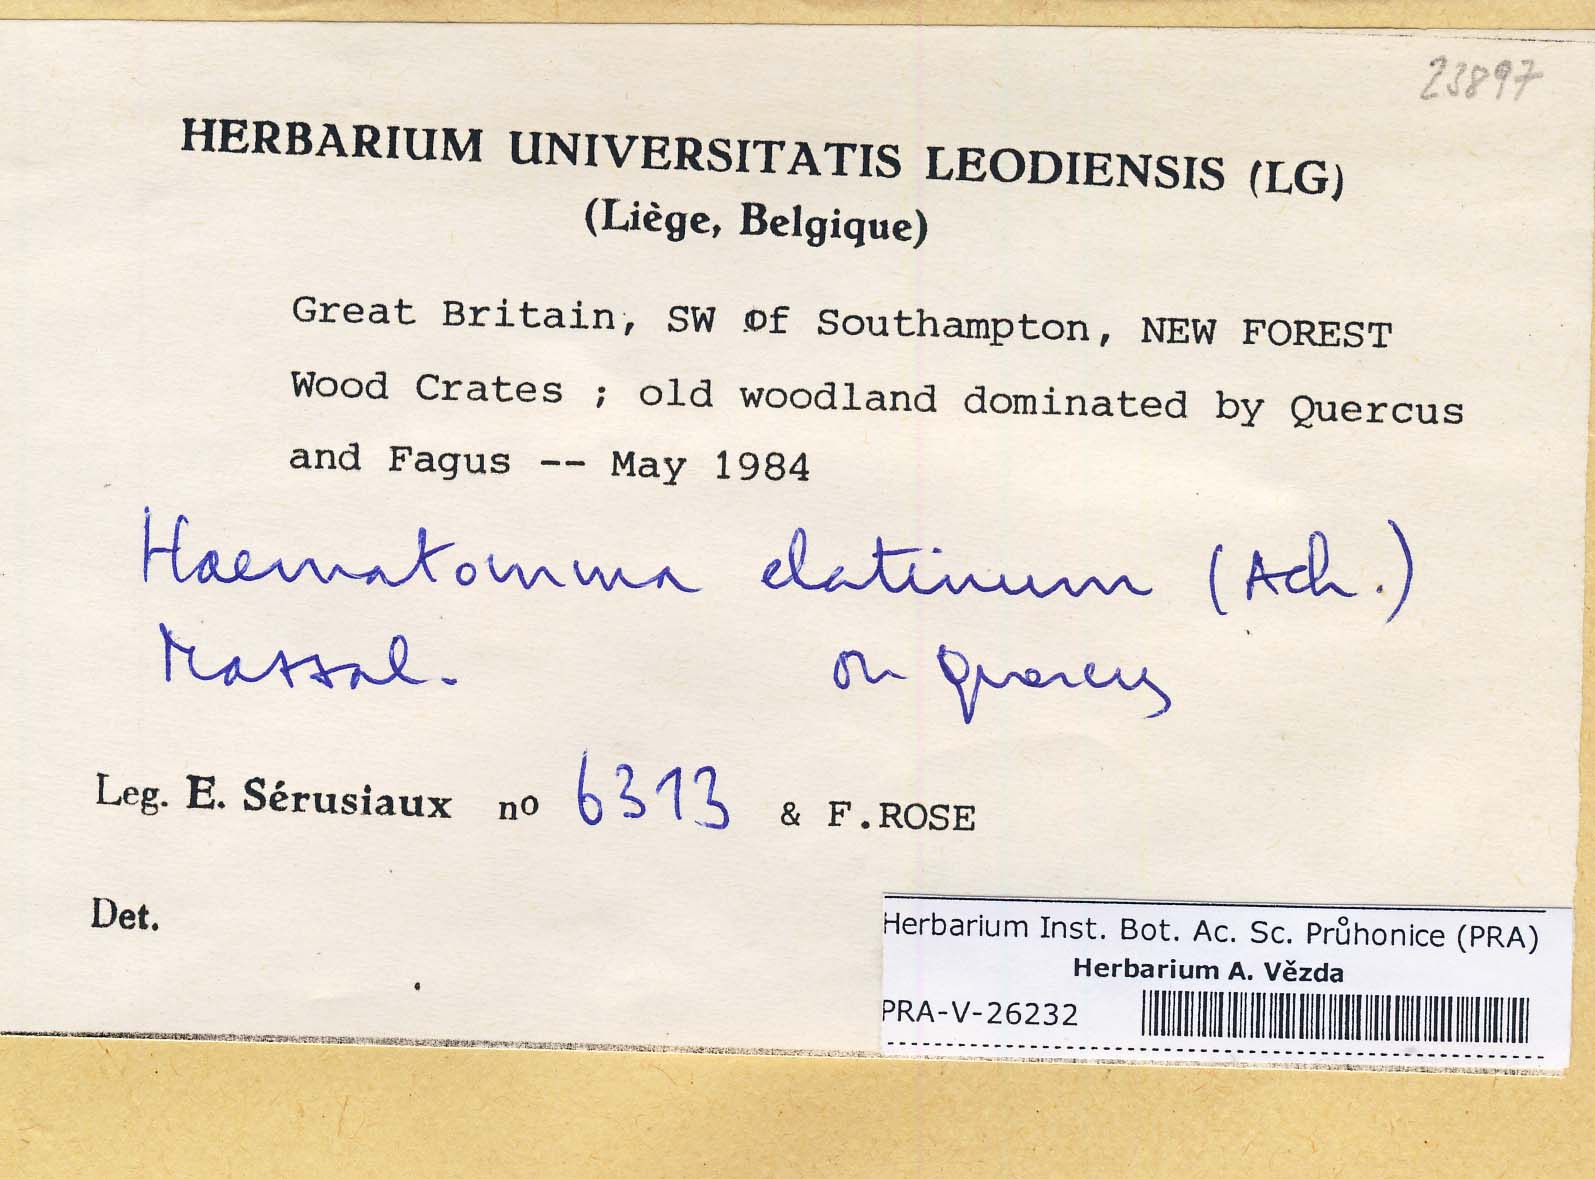 23897
HERBARIUM UNIVERSITATIS LEODIENSIS (LG)
(Liège, Belgique)
Great Britain, SW Of Southampton, NEW FOREST
Wood Crates ; old woodland dominated by Quercus
and Fagus -- May 1984
Haematomma elatinum (Ach.)
Massal. on Quercus
Leg. E. Sérusiaux no 6313 & F.ROSE
Det.
Herbarium Inst. Bot. Ac. Sc. Průhonice (PRA)
Herbarium A. Vězda
PRA-V-26232